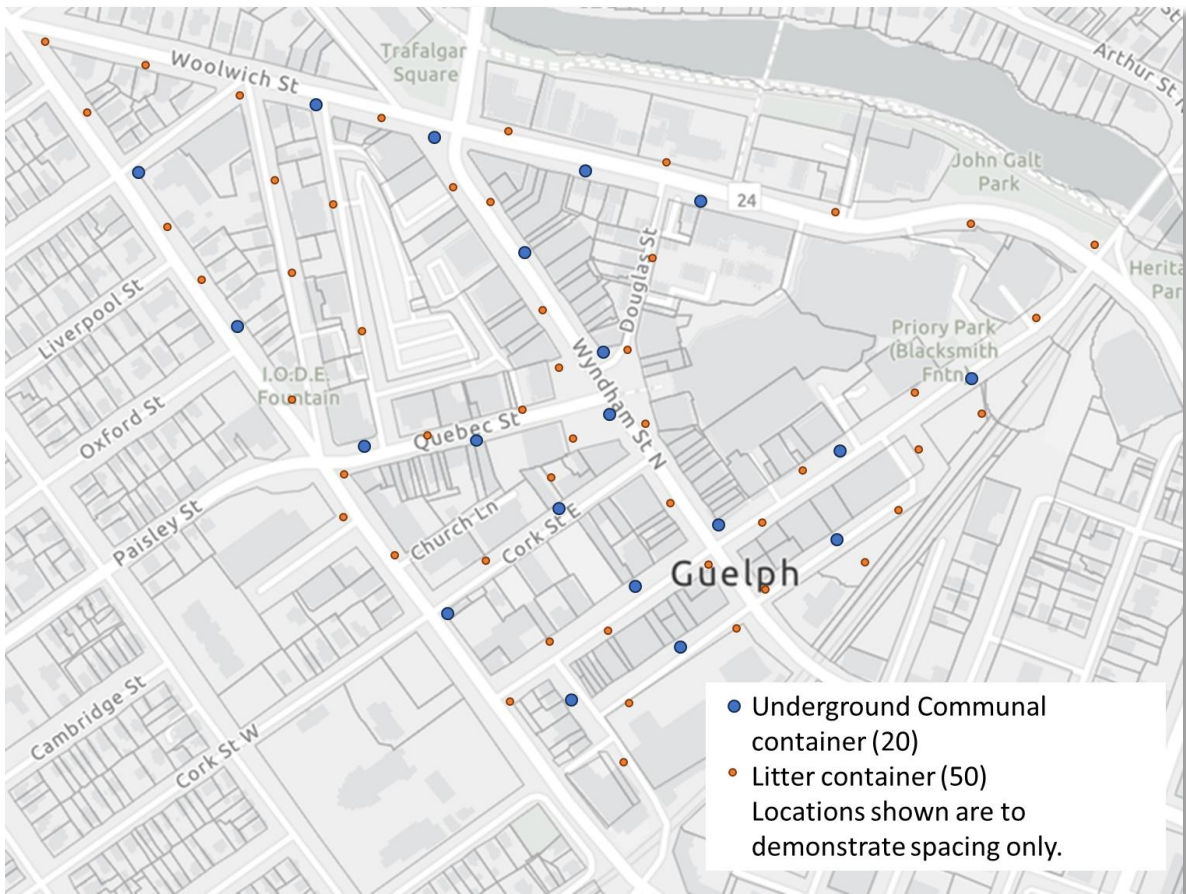 Woolwich St
Trafalgar
Square
Arthur St N
John Galt
Park
24
Herita
Par
Liverpool St
Douglas St
Priory Park
(Blacksmith
Fntn)
I.O.D.E.
Fountain
Wyndham St N
Oxford St
Quebec St
Paisley St
Church Ln
Cork St E
Guelph
Cambridge St
Cork St W
Underground Communal
container (20)
Litter container (50)
Locations shown are to
demonstrate spacing only.